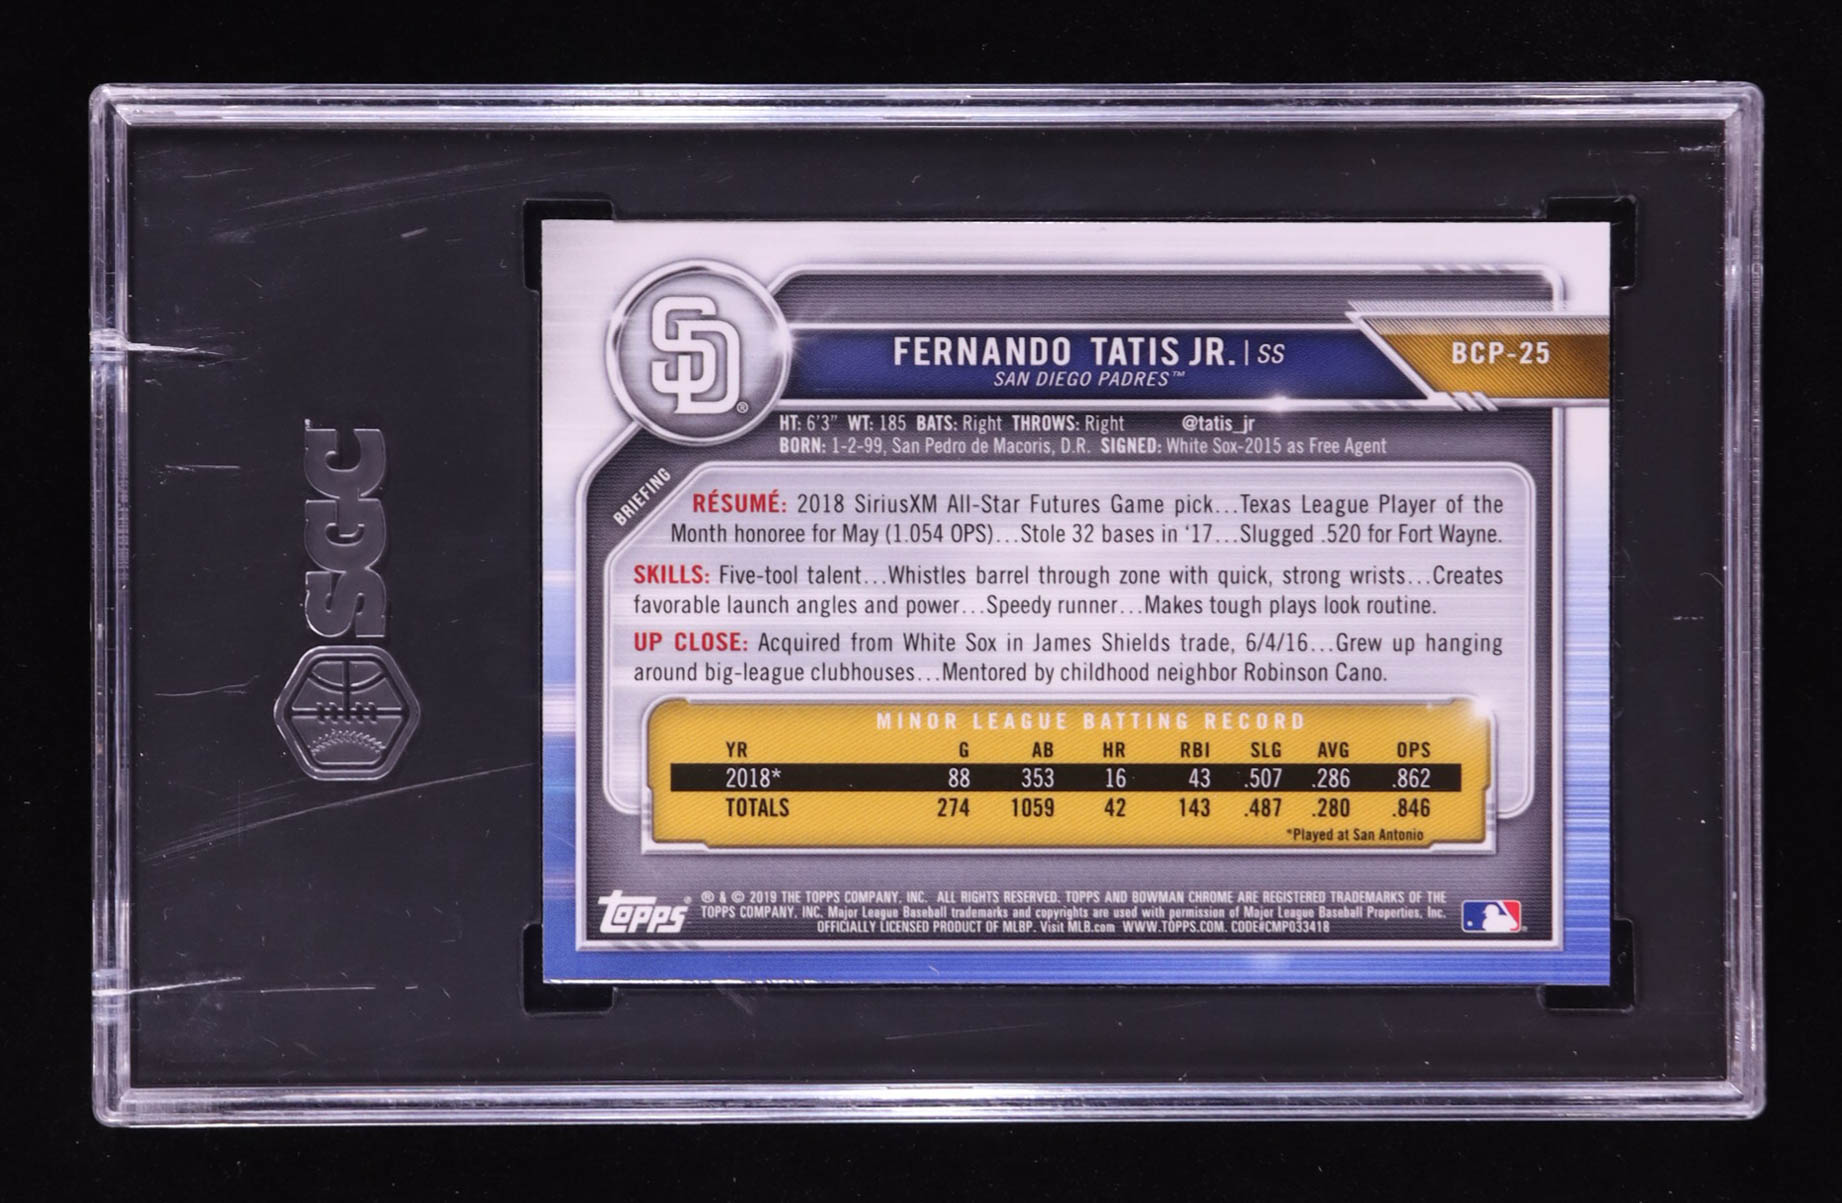 SGC
SD®
FERNANDO TATIS JR. | SS
SAN DIEGO PADRES™
BCP-25
HT: 6'3" WT: 185 BATS: Right THROWS: Right @tatis_jr
BORN: 1-2-99, San Pedro de Macoris, D.R. SIGNED: White Sox-2015 as Free Agent
BRIEFING
RÉSUMÉ: 2018 SiriusXM All-Star Futures Game pick...Texas League Player of the
Month honoree for May (1.054 OPS)...Stole 32 bases in '17...Slugged .520 for Fort Wayne.
SKILLS: Five-tool talent...Whistles barrel through zone with quick, strong wrists...Creates
favorable launch angles and power...Speedy runner...Makes tough plays look routine.
UP CLOSE: Acquired from White Sox in James Shields trade, 6/4/16...Grew up hanging
around big-league clubhouses...Mentored by childhood neighbor Robinson Cano.
MINOR LEAGUE BATTING RECORD
YR G AB HR RBI SLG AVG OPS
2018* 88 353 16 43 .507 .286 .862
TOTALS 274 1059 42 143 .487 .280 .846
*Played at San Antonio
topps
® & © 2019 THE TOPPS COMPANY, INC. ALL RIGHTS RESERVED. TOPPS AND BOWMAN CHROME ARE REGISTERED TRADEMARKS OF THE
TOPPS COMPANY, INC. Major League Baseball trademarks and copyrights are used with permission of Major League Baseball Properties, Inc.
OFFICIALLY LICENSED PRODUCT OF MLBP. Visit MLB.com WWW.TOPPS.COM. CODE#CMP033418